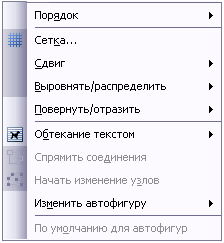 Порядок
Сетка...
Сдвиг
Выровнять/распределить
Повернуть/отразить
Обтекание текстом
Спрямить соединения
Начать изменение узлов
Изменить автофигуру
По умолчанию для автофигур